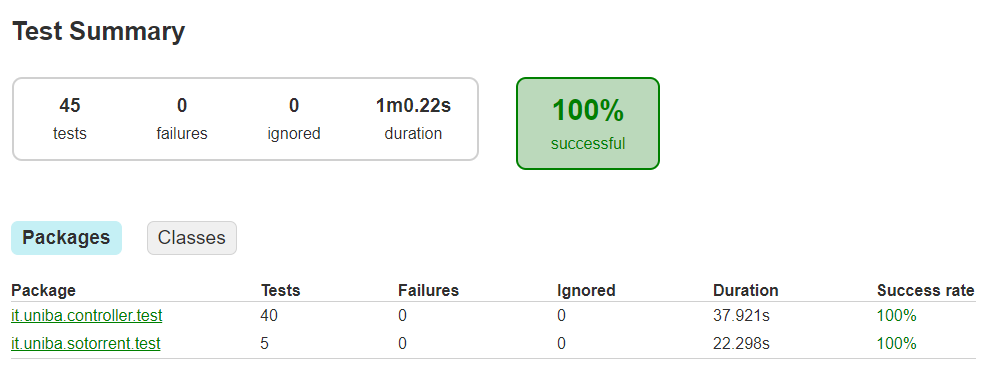 Test Summary
45 0 0 1m0.22s
tests failures ignored duration
100%
successful
Packages Classes
Package Tests Failures Ignored Duration Success rate
it.uniba.controller.test 40 0 0 37.921s 100%
it.uniba.sotorrent.test 5 0 0 22.298s 100%